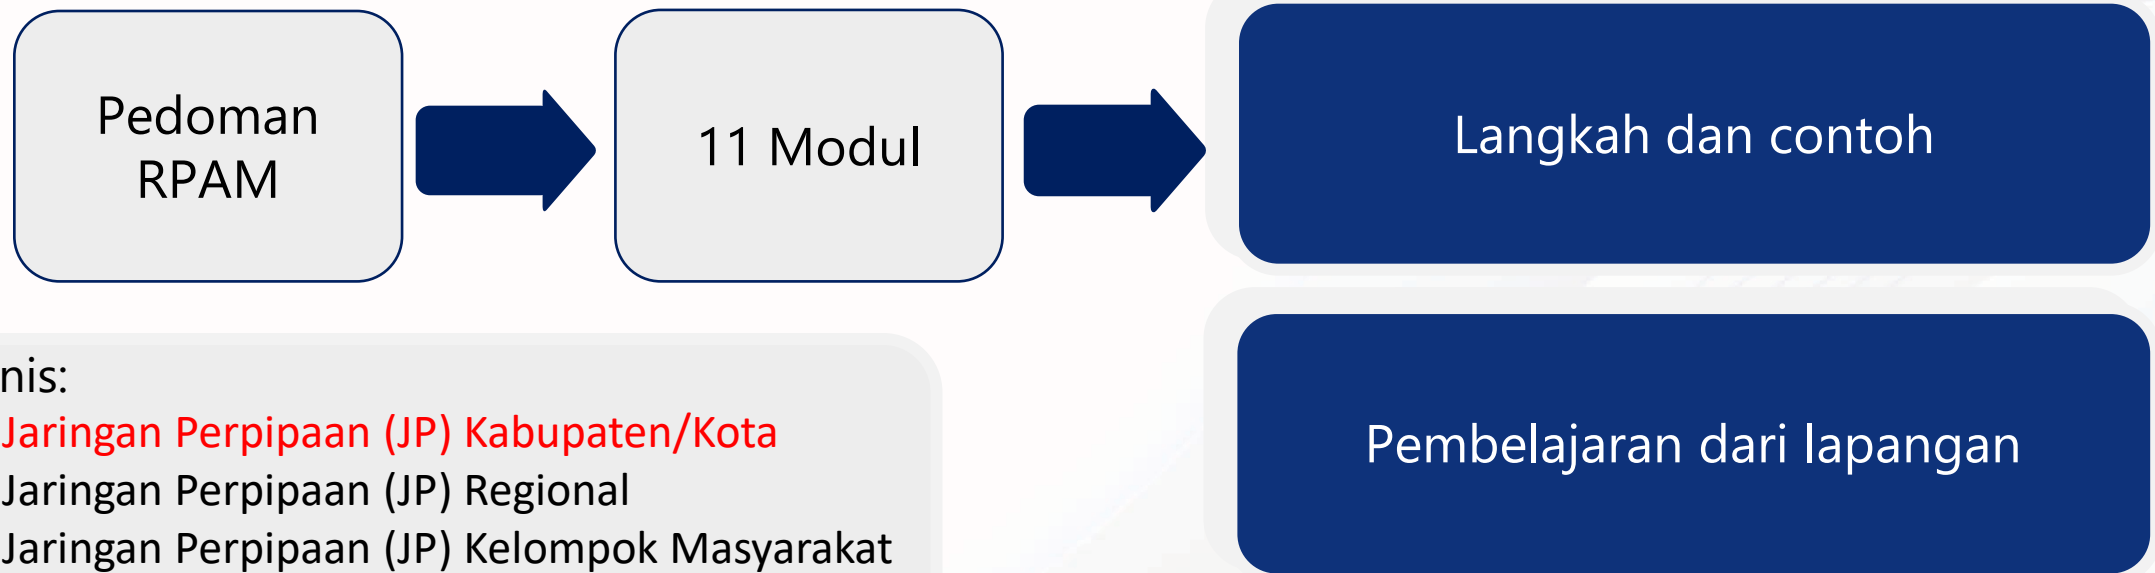 Pedoman
RPAM
11 Modul
Langkah dan contoh
Pembelajaran dari lapangan
nis:
Jaringan Perpipaan (JP) Kabupaten/Kota
Jaringan Perpipaan (JP) Regional
Jaringan Perpipaan (JP) Kelompok Masyarakat